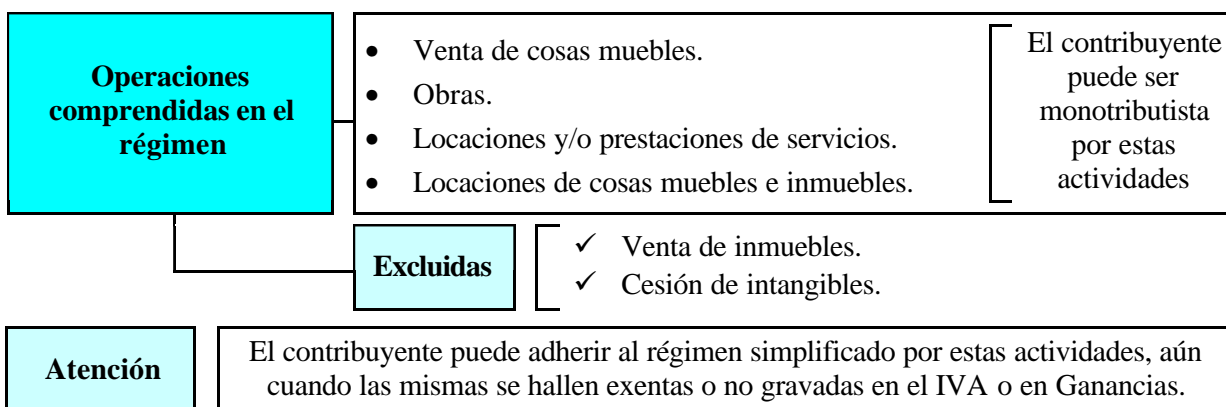 Operaciones
comprendidas en el
régimen
• Venta de cosas muebles.
• Obras.
• Locaciones y/o prestaciones de servicios.
• Locaciones de cosas muebles e inmuebles.
El contribuyente
puede ser
monotributista
por estas
actividades
Excluidas
✓ Venta de inmuebles.
✓ Cesión de intangibles.
Atención
El contribuyente puede adherir al régimen simplificado por estas actividades, aún
cuando las mismas se hallen exentas o no gravadas en el IVA o en Ganancias.